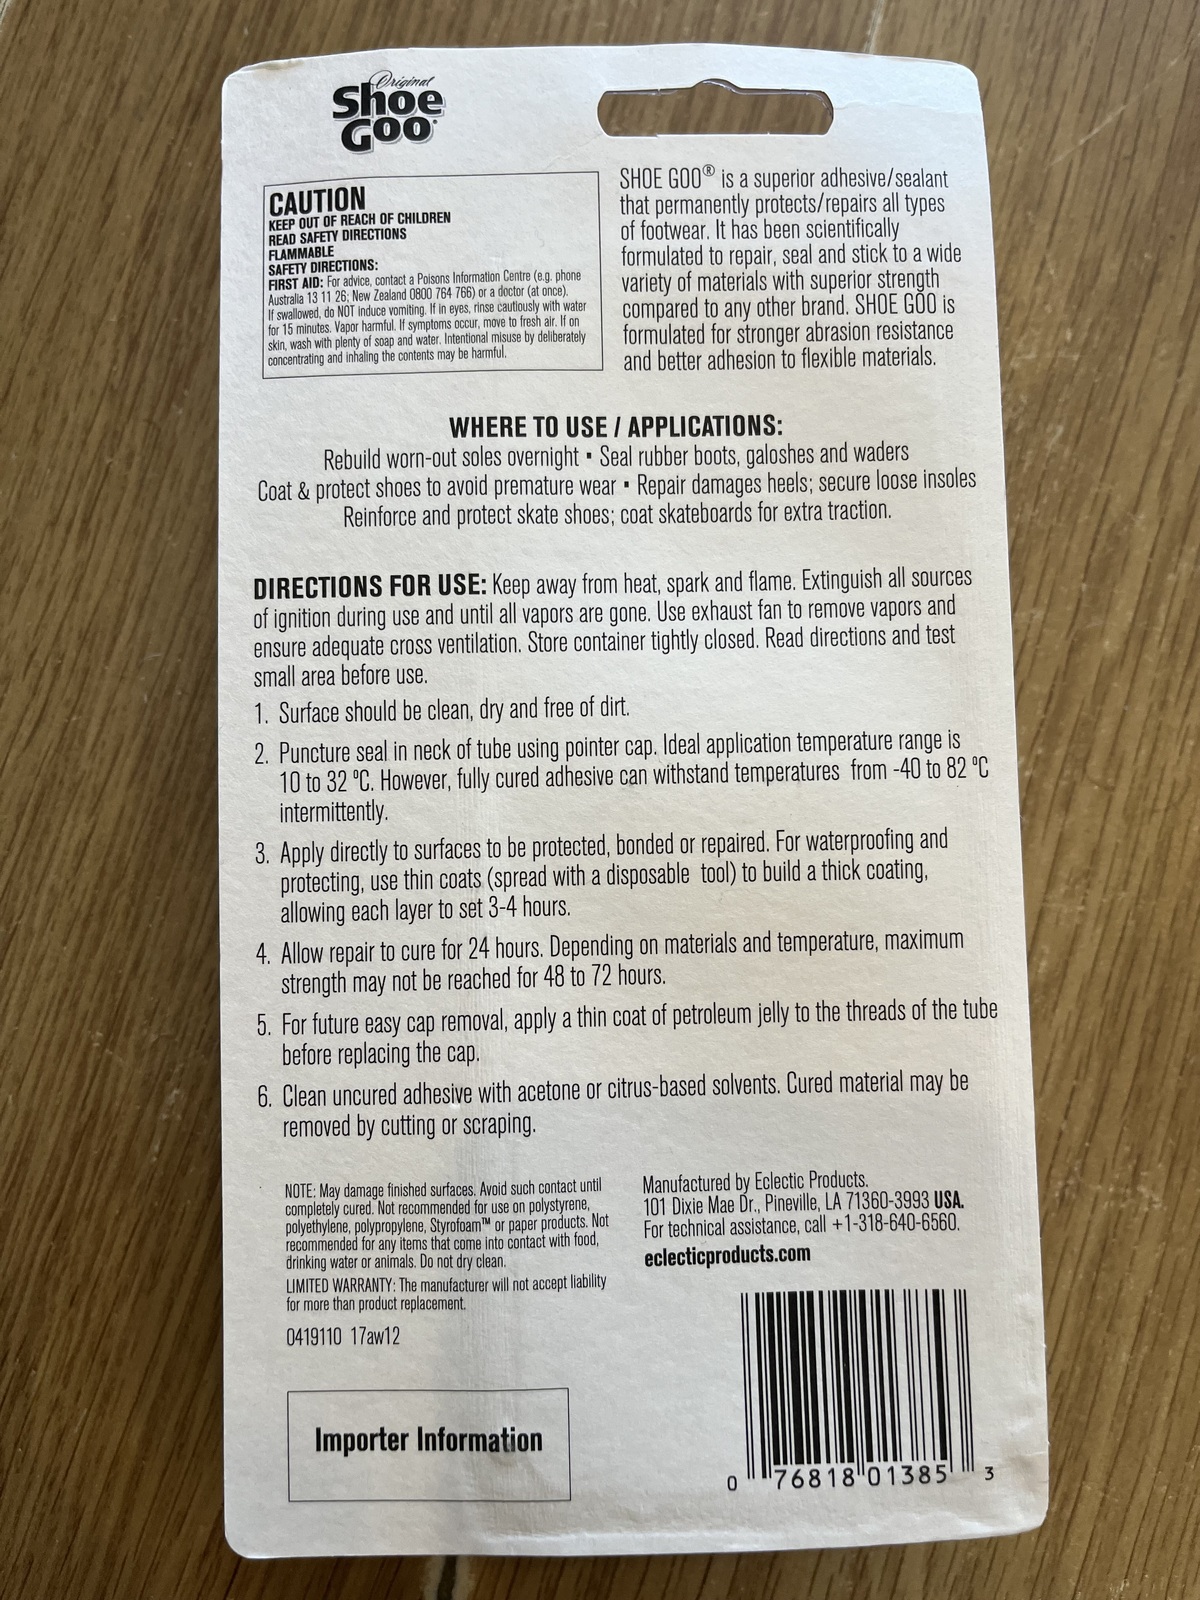 Original
Shoe
GOO®
CAUTION
KEEP OUT OF REACH OF CHILDREN
READ SAFETY DIRECTIONS
FLAMMABLE
SAFETY DIRECTIONS:
FIRST AID: For advice, contact a Poisons Information Centre (e.g. phone
Australia 13 11 26; New Zealand 0800 764 766) or a doctor (at once).
If swallowed, do NOT induce vomiting. If in eyes, rinse cautiously with water
for 15 minutes. Vapor harmful. If symptoms occur, move to fresh air. If on
skin, wash with plenty of soap and water. Intentional misuse by deliberately
concentrating and inhaling the contents may be harmful.
SHOE GOO® is a superior adhesive/sealant
that permanently protects/repairs all types
of footwear. It has been scientifically
formulated to repair, seal and stick to a wide
variety of materials with superior strength
compared to any other brand. SHOE GOO is
formulated for stronger abrasion resistance
and better adhesion to flexible materials.
WHERE TO USE / APPLICATIONS:
Rebuild worn-out soles overnight ▪ Seal rubber boots, galoshes and waders
Coat & protect shoes to avoid premature wear ▪ Repair damages heels; secure loose insoles
Reinforce and protect skate shoes; coat skateboards for extra traction.
DIRECTIONS FOR USE: Keep away from heat, spark and flame. Extinguish all sources
of ignition during use and until all vapors are gone. Use exhaust fan to remove vapors and
ensure adequate cross ventilation. Store container tightly closed. Read directions and test
small area before use.
1. Surface should be clean, dry and free of dirt.
2. Puncture seal in neck of tube using pointer cap. Ideal application temperature range is
10 to 32 ºC. However, fully cured adhesive can withstand temperatures from -40 to 82 ºC
intermittently.
3. Apply directly to surfaces to be protected, bonded or repaired. For waterproofing and
protecting, use thin coats (spread with a disposable tool) to build a thick coating,
allowing each layer to set 3-4 hours.
4. Allow repair to cure for 24 hours. Depending on materials and temperature, maximum
strength may not be reached for 48 to 72 hours.
5. For future easy cap removal, apply a thin coat of petroleum jelly to the threads of the tube
before replacing the cap.
6. Clean uncured adhesive with acetone or citrus-based solvents. Cured material may be
removed by cutting or scraping.
NOTE: May damage finished surfaces. Avoid such contact until
completely cured. Not recommended for use on polystyrene,
polyethylene, polypropylene, Styrofoam™ or paper products. Not
recommended for any items that come into contact with food,
drinking water or animals. Do not dry clean.
LIMITED WARRANTY: The manufacturer will not accept liability
for more than product replacement.
0419110 17aw12
Manufactured by Eclectic Products.
101 Dixie Mae Dr., Pineville, LA 71360-3993 USA.
For technical assistance, call +1-318-640-6560.
eclecticproducts.com
Importer Information
0 76818 01385 3